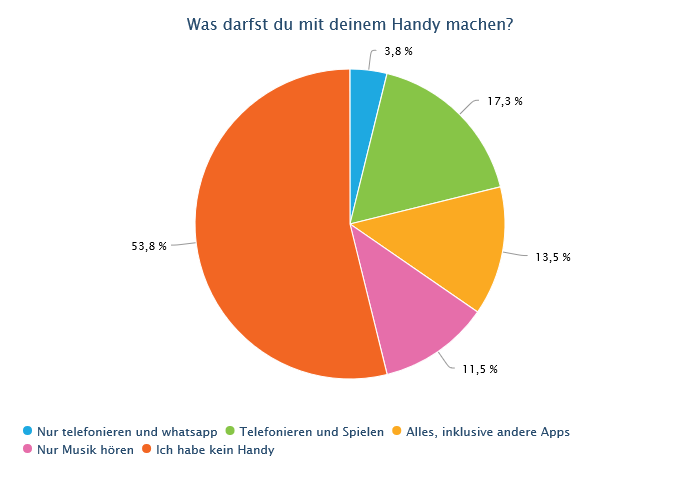 Was darfst du mit deinem Handy machen?
3,8 %
17,3 %
53,8 %
13,5 %
11,5 %
Nur telefonieren und whatsapp Telefonieren und Spielen Alles, inklusive andere Apps
Nur Musik hören Ich habe kein Handy